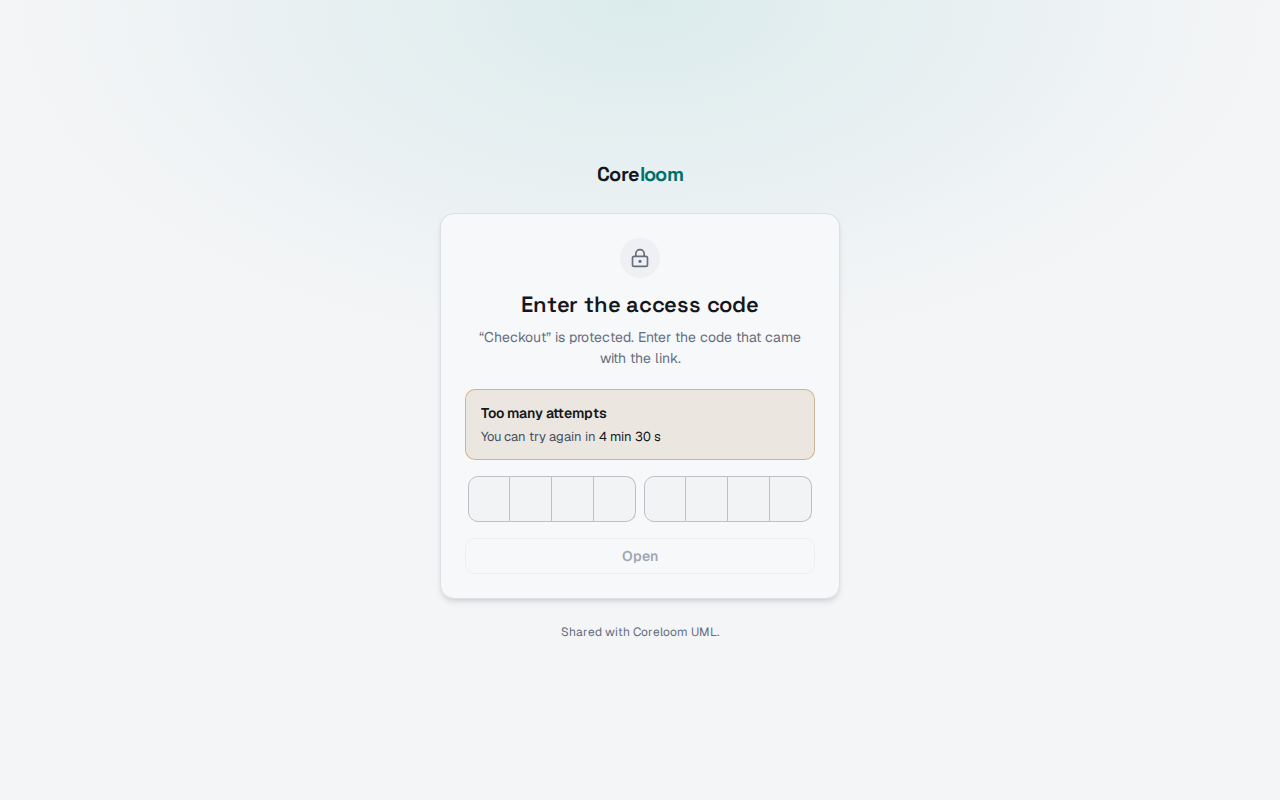 Coreloom
Enter the access code
“Checkout” is protected. Enter the code that came
with the link.
Too many attempts
You can try again in 4 min 30 s
Open
Shared with Coreloom UML.